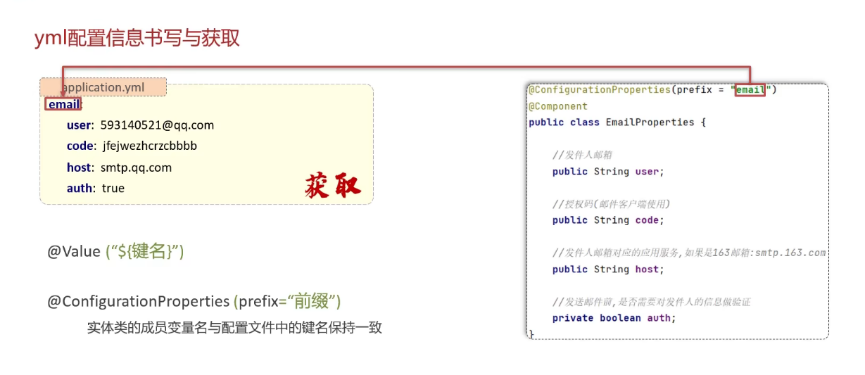 yml配置信息书写与获取
application.yml
email:
user: 593140521@qq.com
code: jfejwezhcrzcbbbb
host: smtp.qq.com
auth: true
获取
@Value (“${键名}”)
@ConfigurationProperties (prefix=“前缀”)
实体类的成员变量名与配置文件中的键名保持一致
@ConfigurationProperties(prefix = "email")
@Component
public class EmailProperties {
//发件人邮箱
public String user;
//授权码(邮件客户端使用)
public String code;
//发件人邮箱对应的应用服务,如果是163邮箱:smtp.163.com
public String host;
//发送邮件前,是否需要对发件人的信息做验证
private boolean auth;
}